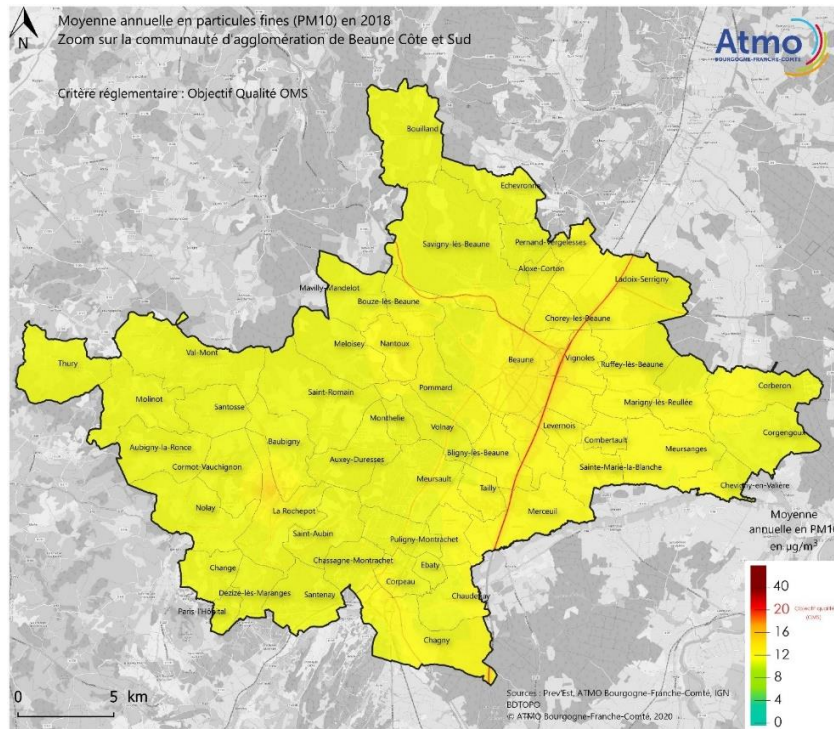 Moyenne annuelle en particules fines (PM10) en 2018
Zoom sur la communauté d'agglomération de Beaune Côte et Sud
Critère réglementaire : Objectif Qualité OMS
N
Atmo
BOURGOGNE-FRANCHE-COMTÉ
Bouilland
Echevronne
Savigny-lès-Beaune
Pernand-Vergelesses
Aloxe-Corton
Ladoix-Serrigny
Mavilly-Mandelot
Bouze-lès-Beaune
Chorey-les-Beaune
Meloisey
Nantoux
Val-Mont
Beaune
Vignoles
Ruffey-lès-Beaune
Thury
Molinot
Santosse
Saint-Romain
Pommard
Corberon
Marigny-lès-Reullée
Monthelie
Volnay
Levernois
Corgengoux
Aubigny-la-Ronce
Baubigny
Combertault
Meursanges
Cormot-Vauchignon
Auxey-Duresses
Bligny-lès-Beaune
Sainte-Marie-la-Blanche
Meursault
Tailly
Chevigny-en-Valière
Nolay
La Rochepot
Merceuil
Saint-Aubin
Puligny-Montrachet
Change
Chassagne-Montrachet
Ebaty
Corpeau
Dezize-lès-Maranges
Santenay
Chaudenay
Paris-l'Hôpital
Chagny
Moyenne
annuelle en PM10
en µg/m³
40
20 Objectif qualité
(OMS)
16
12
8
4
0
0 5 km
Sources : Prev'Est, ATMO Bourgogne-Franche-Comté, IGN
BDTOPO
© ATMO Bourgogne-Franche-Comté, 2020